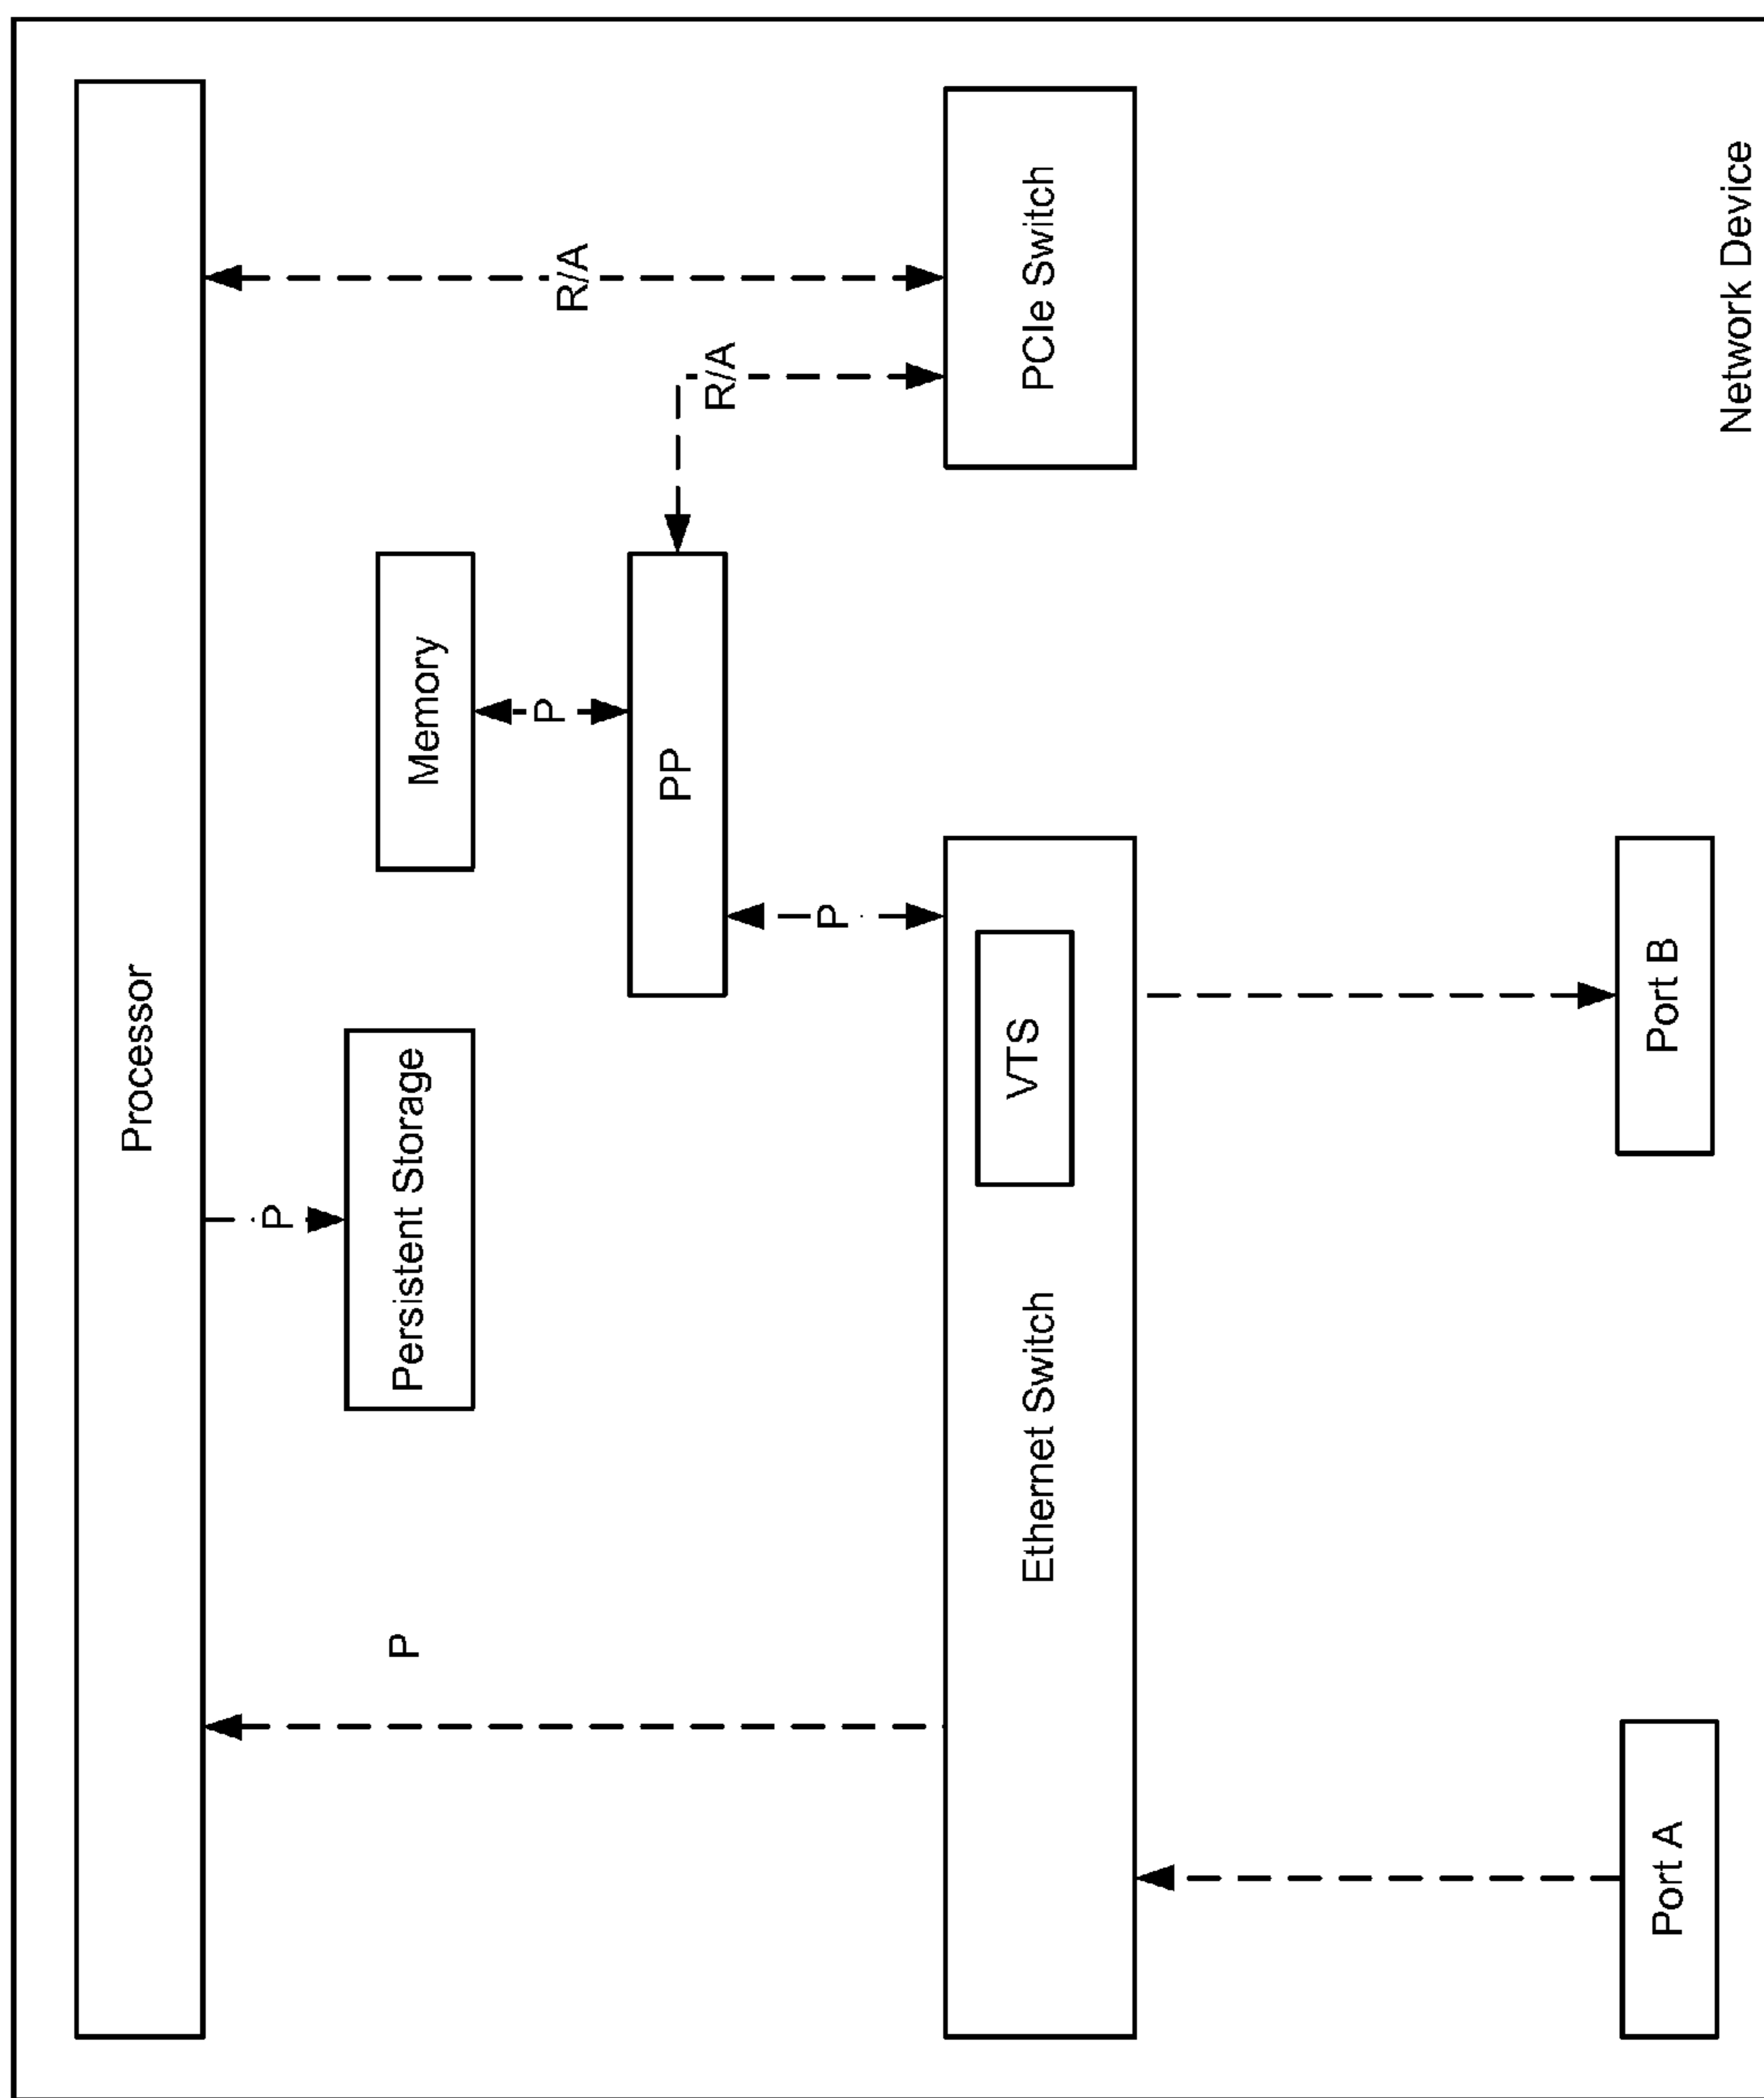 Processor
P
Persistent Storage
P
Memory
P
PP
P
R/A
R/A
Ethernet Switch
VTS
PCIe Switch
Port A
Port B
Network Device